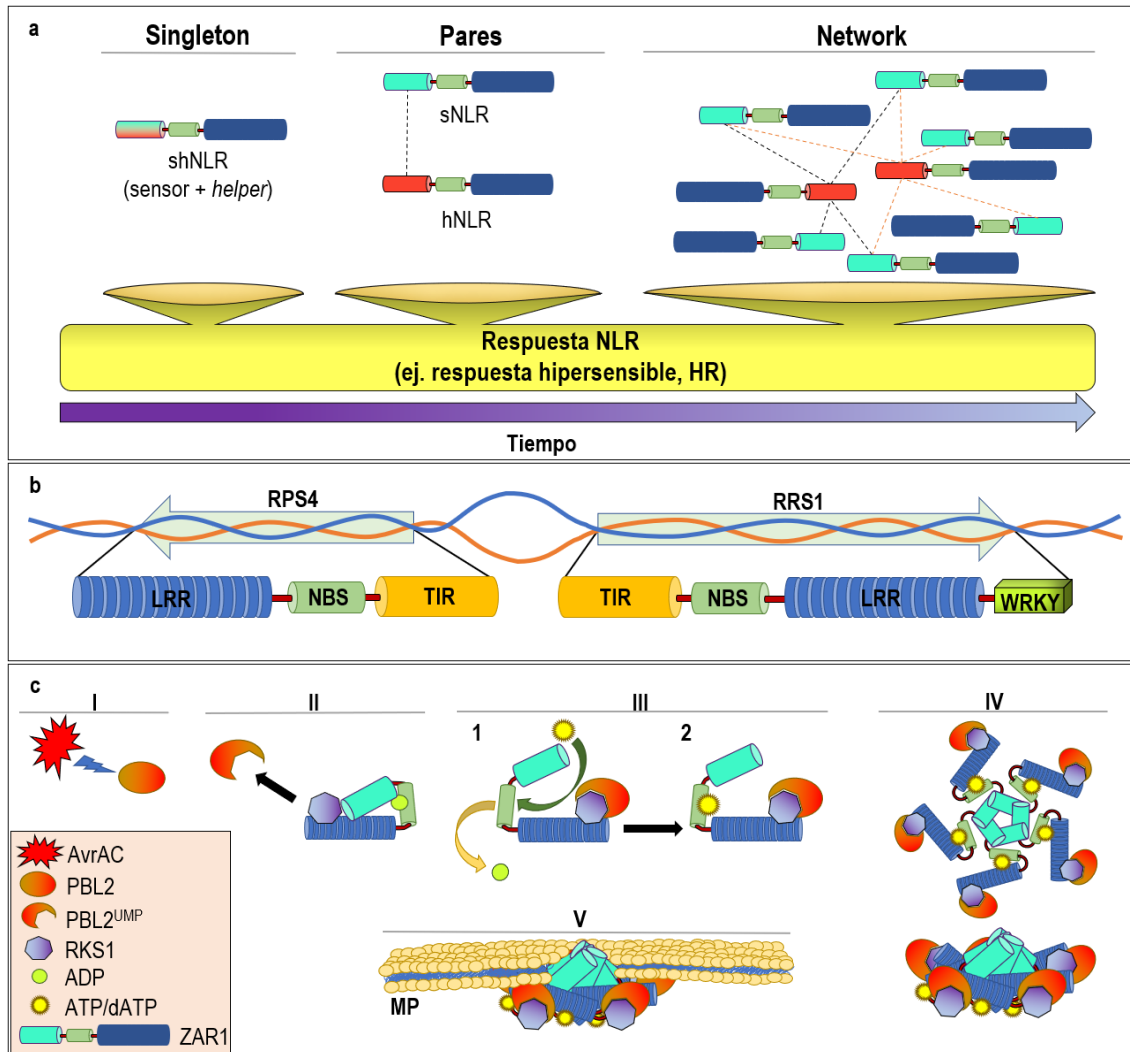 a
Singleton
Pares
Network
sNLR
shNLR
(sensor + helper)
hNLR
Respuesta NLR
(ej. respuesta hipersensible, HR)
Tiempo
b
RPS4
RRS1
LRR
NBS
TIR
TIR
NBS
LRR
WRKY
c
I
II
III
IV
1
2
AvrAC
PBL2
PBL2ᵁᴹᴾ
RKS1
ADP
ATP/dATP
ZAR1
V
MP